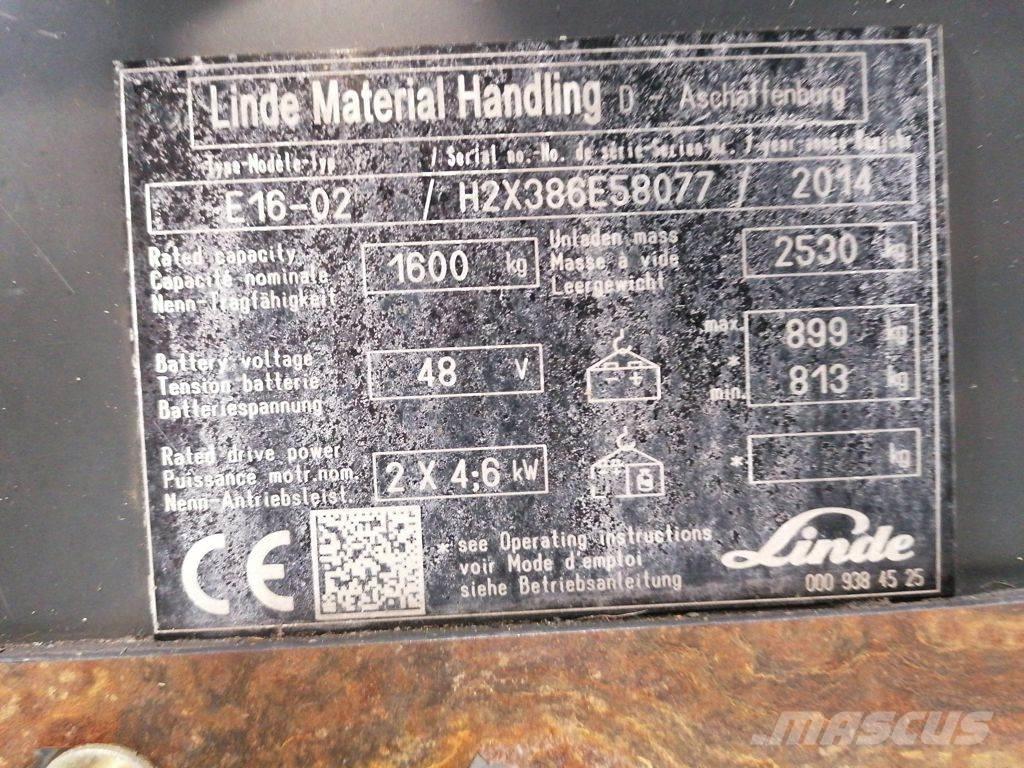 Linde Material Handling D - Aschaffenburg
Type-Modèle-Typ / Serial no.-No. de série-Serien-Nr. / year-année-Baujahr
E16-02 / H2X386E58077 / 2014
Rated capacity
Capacité nominale
Nenn-Tragfähigkeit
1600 kg
Unladen mass
Masse à vide
Leergewicht
2530 kg
Battery voltage
Tension batterie
Batteriespannung
48 V
- +
max. 899 kg
*
min. 813 kg
Rated drive power
Puissance motr.nom.
Nenn-Antriebsleist.
2 X 4.6 kW
* kg
CE
* see Operating instructions
voir Mode d'emploi
siehe Betriebsanleitung
Linde
000 938 45 25
MASCUS